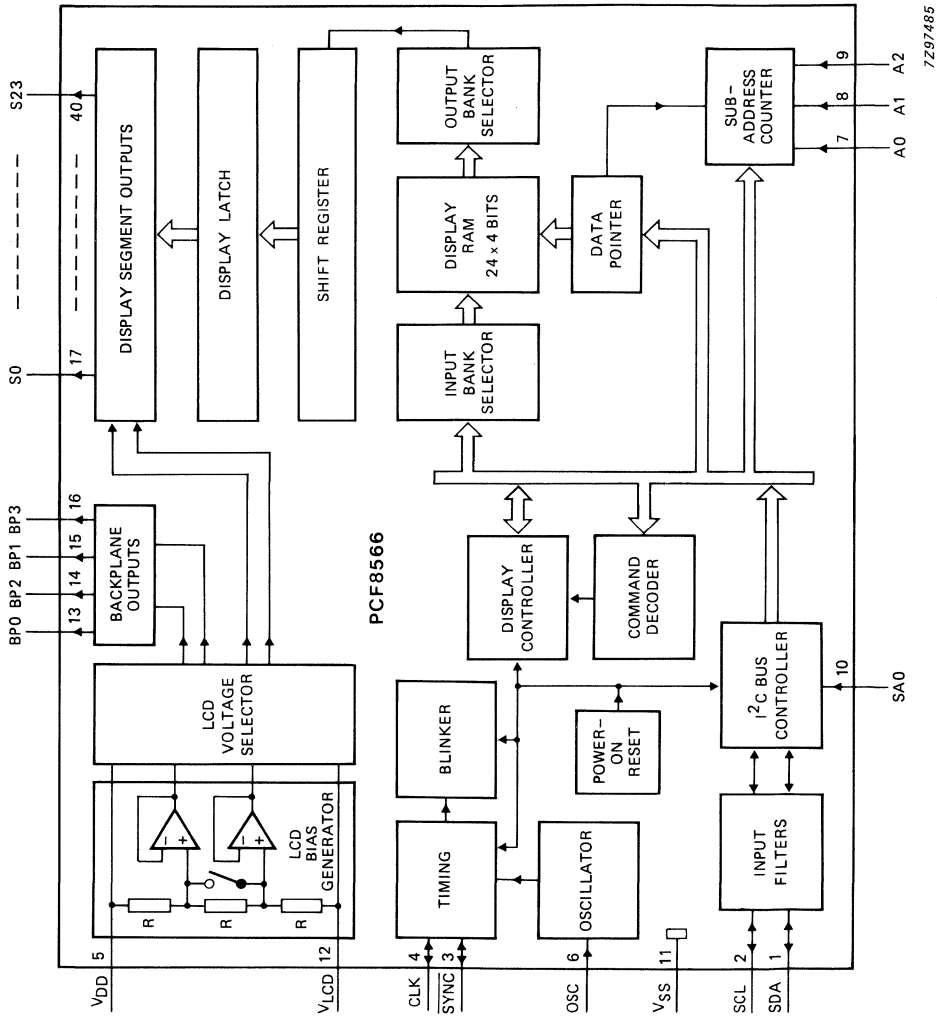 S0
S23
17
40
DISPLAY SEGMENT OUTPUTS
DISPLAY LATCH
SHIFT REGISTER
BP0 BP2 BP1 BP3
13 14 15 16
BACKPLANE
OUTPUTS
LCD
VOLTAGE
SELECTOR
LCD
BIAS
GENERATOR
R
R
R
−
+
−
+
VDD 5
VLCD 12
PCF8566
CLK 4
SYNC 3
OSC 6
VSS 11
SCL 2
SDA 1
TIMING
BLINKER
OSCILLATOR
POWER-
ON
RESET
DISPLAY
CONTROLLER
COMMAND
DECODER
INPUT
FILTERS
I²C BUS
CONTROLLER
10
SA0
INPUT
BANK
SELECTOR
DISPLAY
RAM
24 x 4 BITS
OUTPUT
BANK
SELECTOR
DATA
POINTER
SUB-
ADDRESS
COUNTER
7 8 9
A0 A1 A2
7Z97485